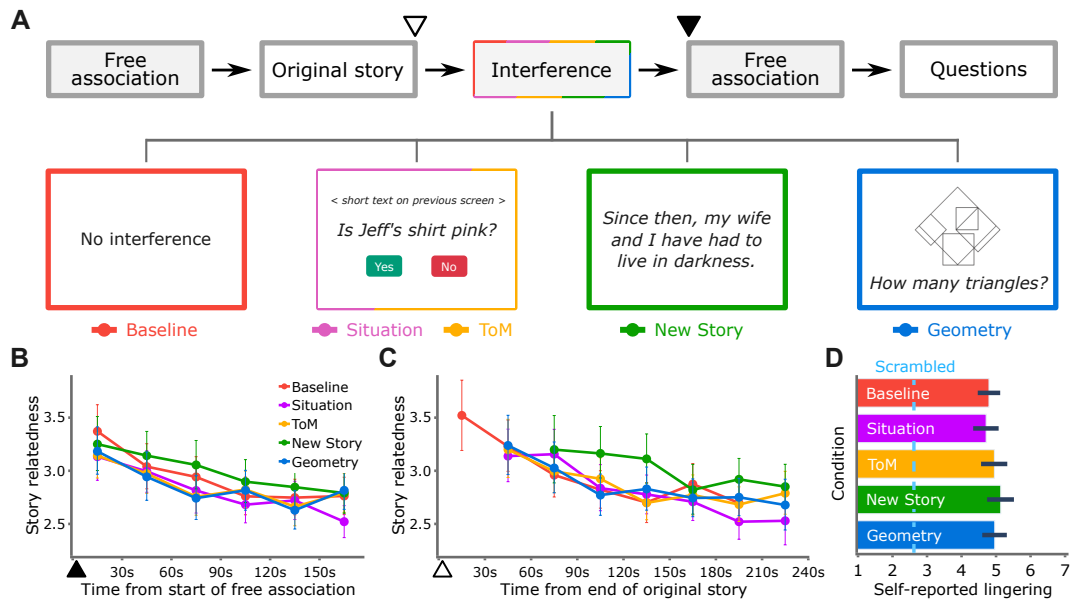 A
Free
association
Original story
Interference
Free
association
Questions
No interference
< short text on previous screen >
Is Jeff's shirt pink?
Yes
No
Since then, my wife
and I have had to
live in darkness.
How many triangles?
Baseline
Situation
ToM
New Story
Geometry
B
Story relatedness
3.5
3.0
2.5
Baseline
Situation
ToM
New Story
Geometry
30s
60s
90s
120s
150s
Time from start of free association
C
Story relatedness
3.5
3.0
2.5
30s
60s
90s
120s
150s
180s
210s
240s
Time from end of original story
D
Scrambled
Condition
Baseline
Situation
ToM
New Story
Geometry
1
2
3
4
5
6
7
Self-reported lingering